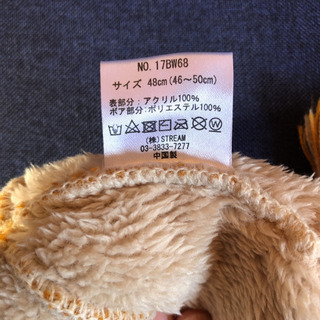 NO. 17BW68
サイズ 48cm(46～50cm)
表部分：アクリル100%
ボア部分：ポリエステル100%
(株)STREAM
03-3833-7277
中国製